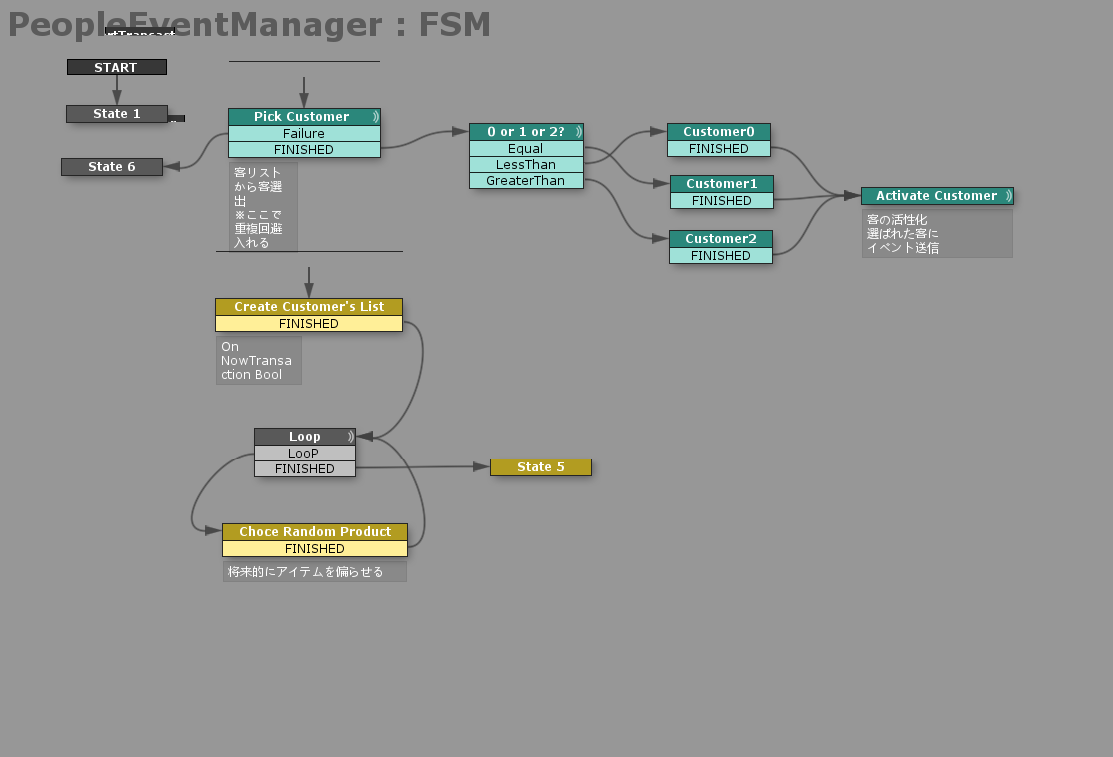 PeopleEventManager : FSM
START
State 1
State 6
Pick Customer
Failure
FINISHED
客リスト
から客選
出
※ここで
重複回避
入れる
0 or 1 or 2?
Equal
LessThan
GreaterThan
Customer0
FINISHED
Customer1
FINISHED
Customer2
FINISHED
Activate Customer
客の活性化
選ばれた客に
イベント送信
Create Customer's List
FINISHED
On
NowTransa
ction Bool
Loop
LooP
FINISHED
State 5
Choce Random Product
FINISHED
将来的にアイテムを偏らせる